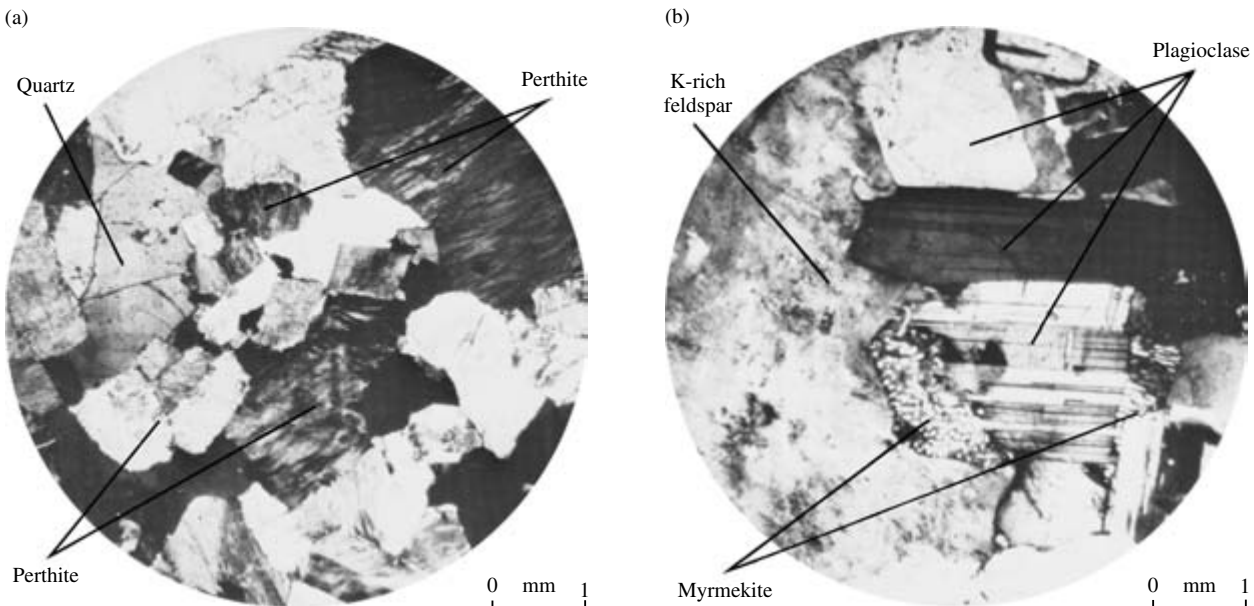 (a)
Quartz
Perthite
Perthite
0 mm 1
(b)
Plagioclase
K-rich
feldspar
Myrmekite
0 mm 1